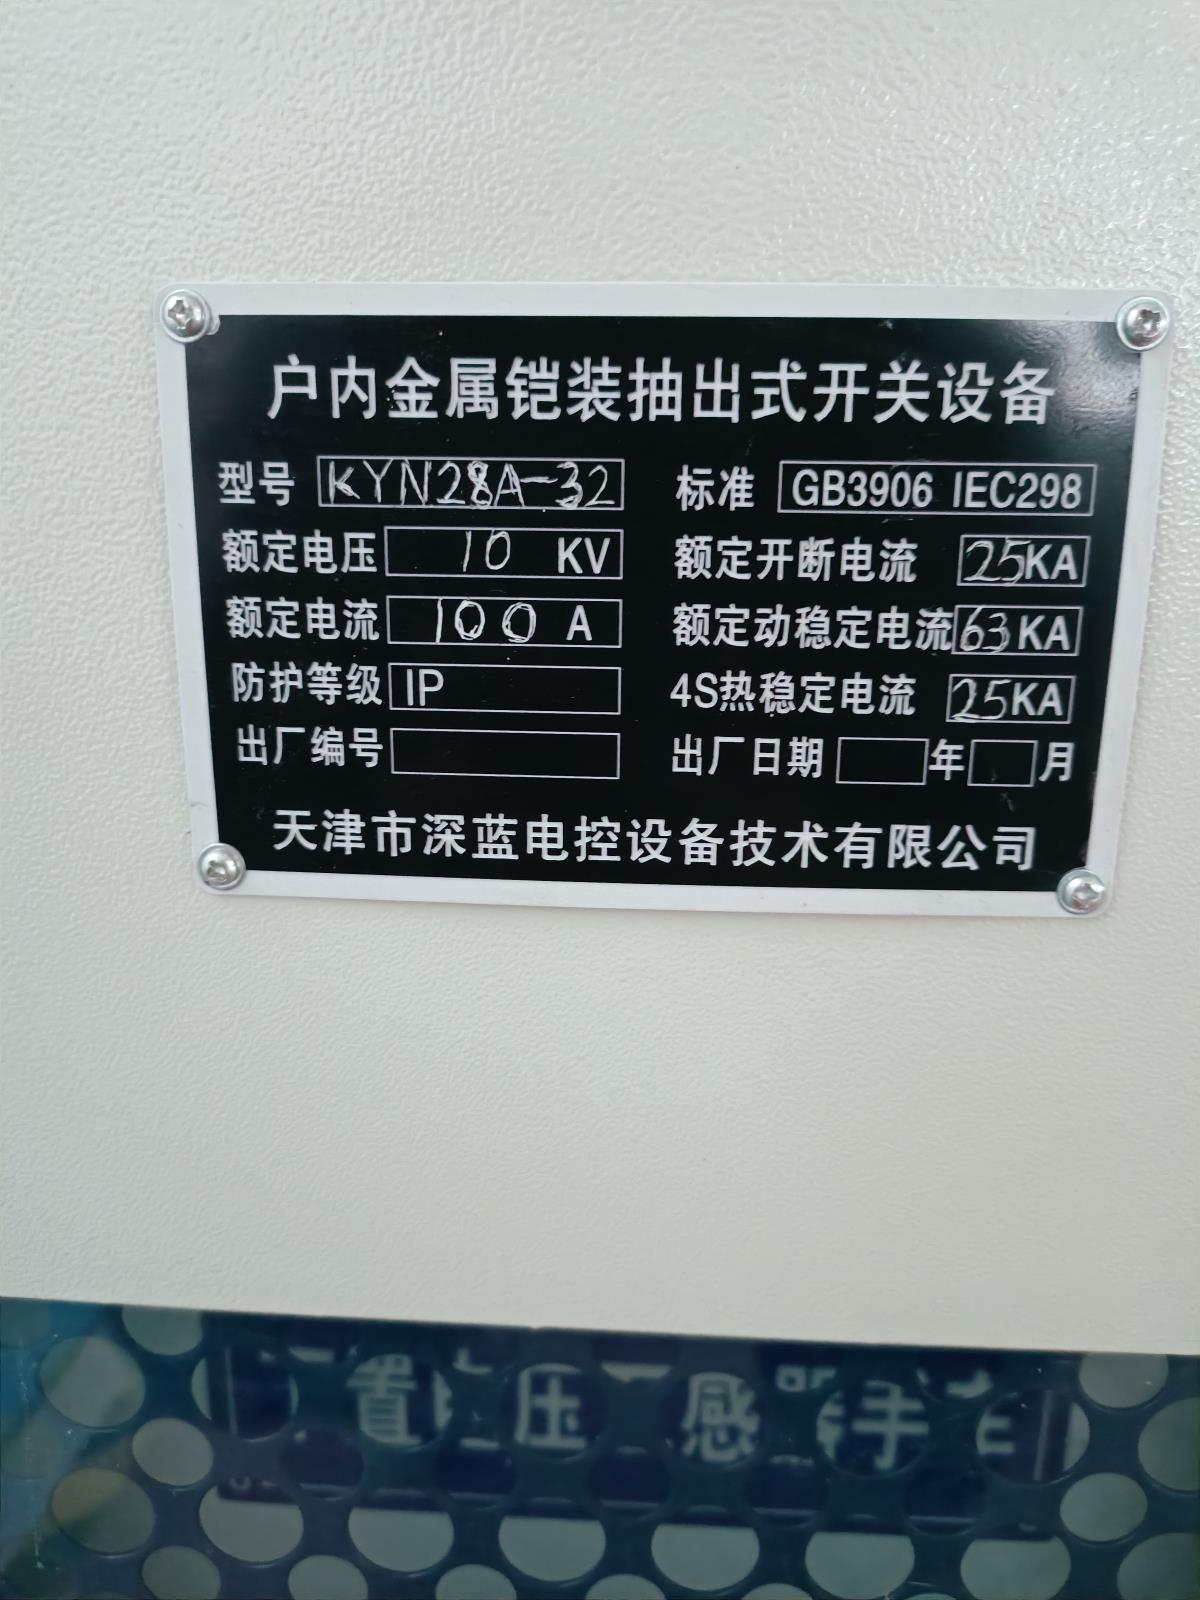 户内金属铠装抽出式开关设备
型号 KYN28A-32 标准 GB3906 IEC298
额定电压 10 KV 额定开断电流 25KA
额定电流 100 A 额定动稳定电流 63KA
防护等级 IP 4S热稳定电流 25KA
出厂编号 出厂日期 年 月
天津市深蓝电控设备技术有限公司
压 感 手